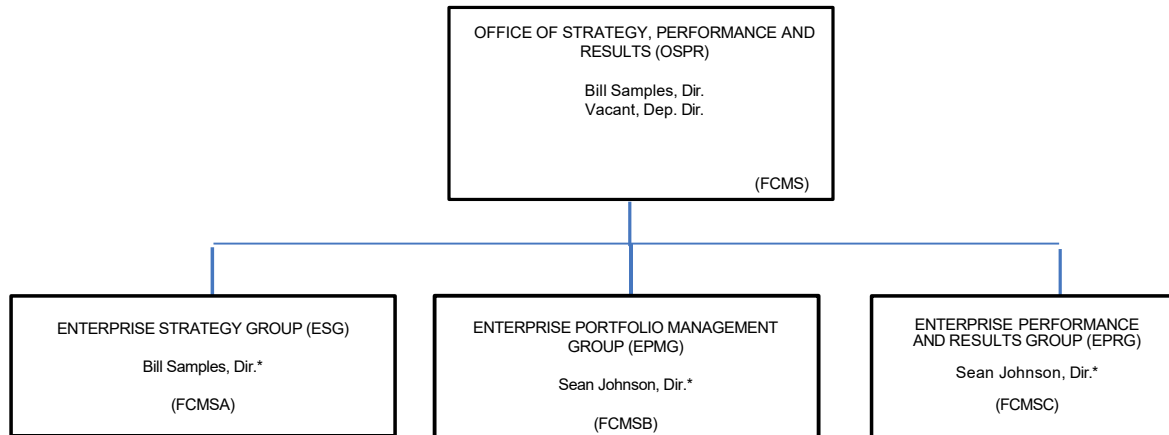 OFFICE OF STRATEGY, PERFORMANCE AND
RESULTS (OSPR)
Bill Samples, Dir.
Vacant, Dep. Dir.
(FCMS)
ENTERPRISE STRATEGY GROUP (ESG)
Bill Samples, Dir.*
(FCMSA)
ENTERPRISE PORTFOLIO MANAGEMENT
GROUP (EPMG)
Sean Johnson, Dir.*
(FCMSB)
ENTERPRISE PERFORMANCE
AND RESULTS GROUP (EPRG)
Sean Johnson, Dir.*
(FCMSC)